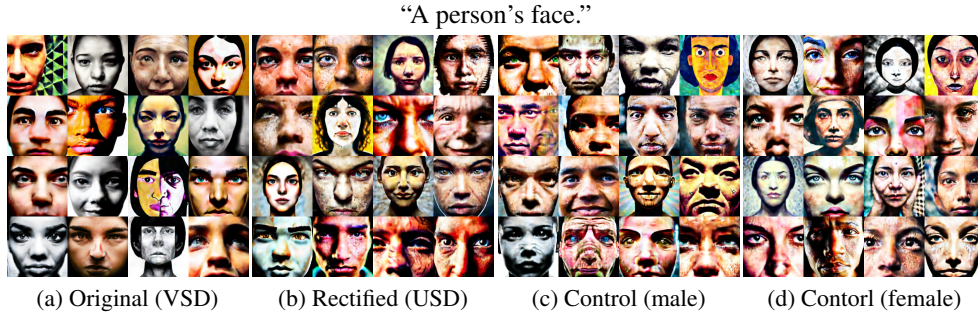 “A person’s face.”
(a) Original (VSD) (b) Rectified (USD) (c) Control (male) (d) Contorl (female)